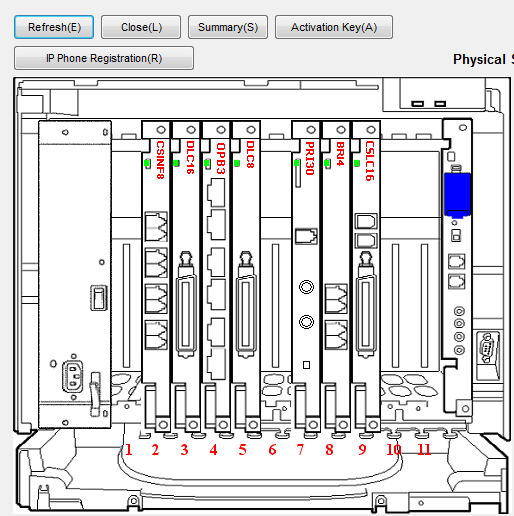 Refresh(E) Close(L) Summary(S) Activation Key(A)
IP Phone Registration(R) Physical S
CSINF8 DLC16 OPB3 DLC8 PRI30 BRI4 CSLC16
1 2 3 4 5 6 7 8 9 10 11